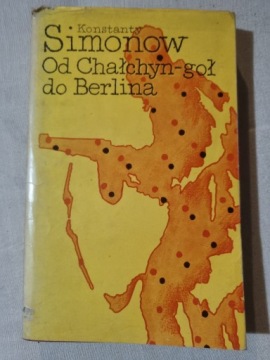 Konstanty
Simonow
Od Chałchyn-goł
do Berlina